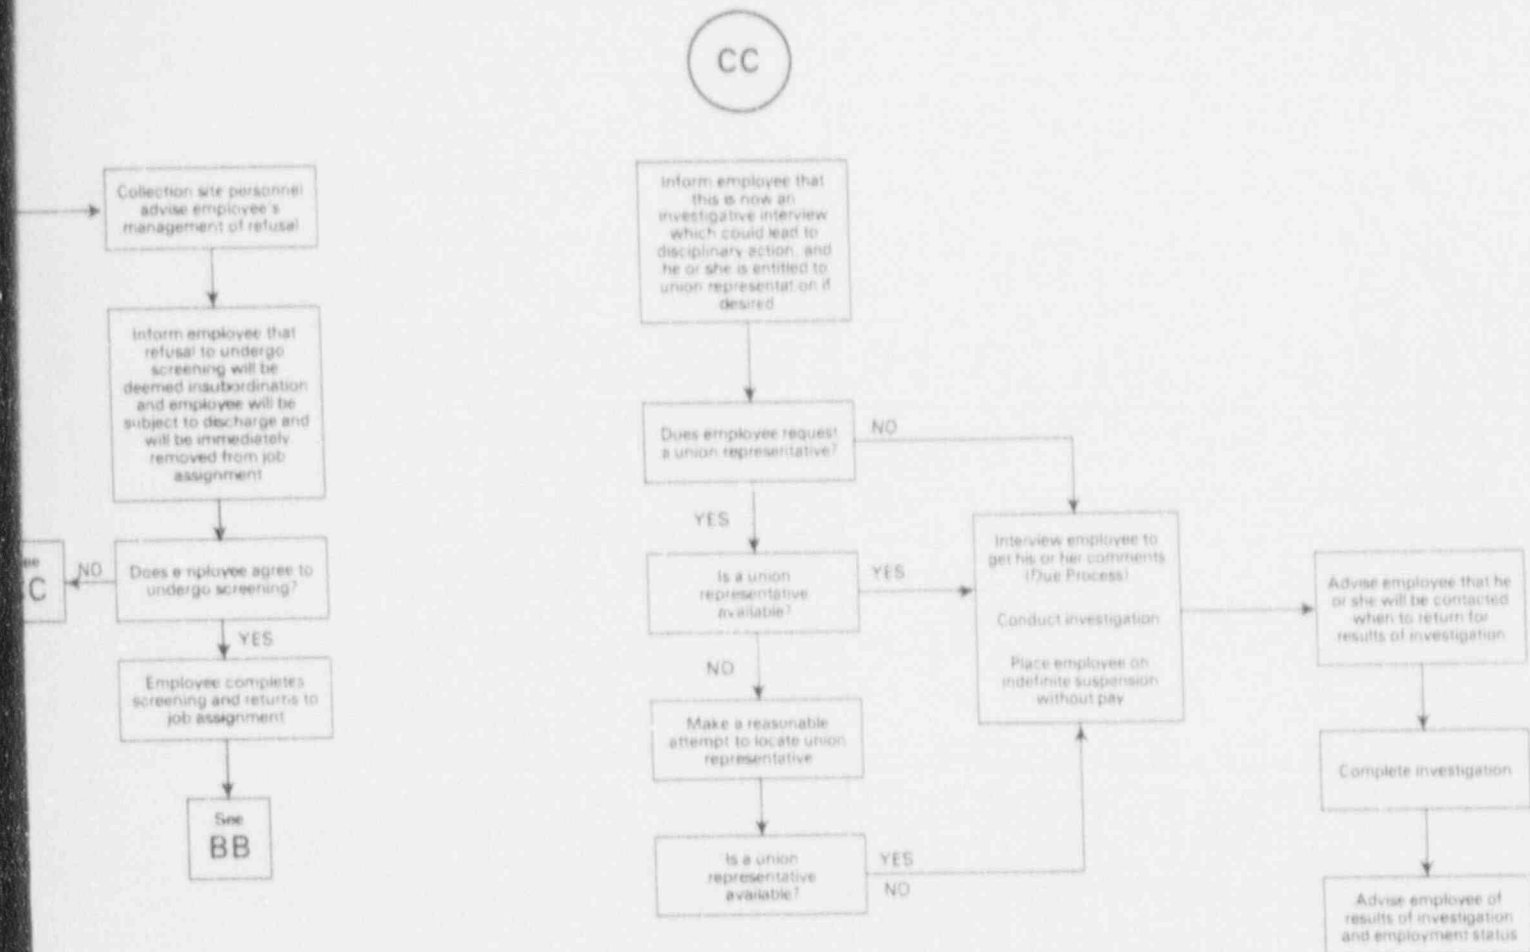 CC
Collection site personnel
advise employee's
management of refusal
Inform employee that
refusal to undergo
screening will be
deemed insubordination
and employee will be
subject to discharge and
will be immediately
removed from job
assignment
ee
C
NO
Does e nployee agree to
undergo screening?
YES
Employee completes
screening and returns to
job assignment
See
BB
Inform employee that
this is now an
investigative interview
which could lead to
disciplinary action, and
he or she is entitled to
union representat on if
desired
Does employee request
a union representative?
NO
YES
Is a union
representative
available?
YES
NO
Make a reasonable
attempt to locate union
representative
Is a union
representative
available?
YES
NO
Interview employee to
get his or her comments
(Due Process)
Conduct investigation
Place employee on
indefinite suspension
without pay
Advise employee that he
or she will be contacted
when to return for
results of investigation
Complete investigation
Advise employee of
results of investigation
and employment status